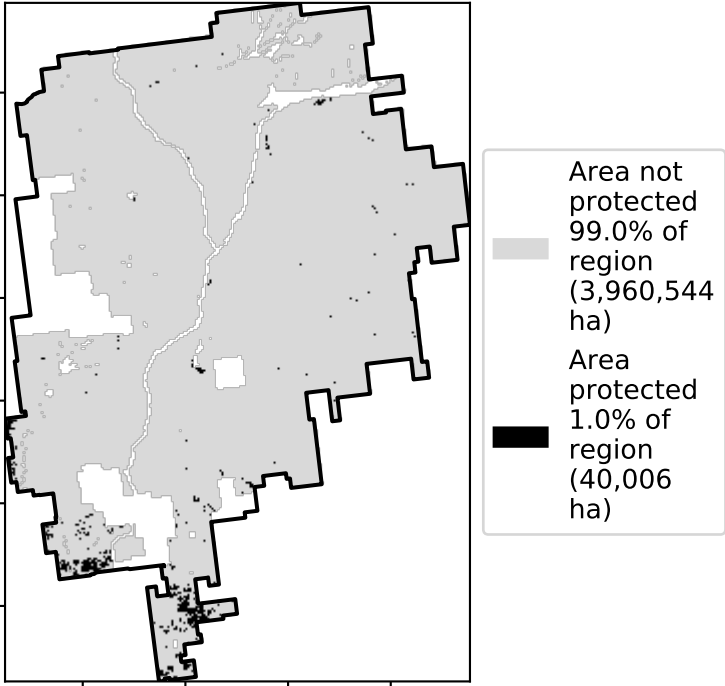 Area not
protected
99.0% of
region
(3,960,544
ha)
Area
protected
1.0% of
region
(40,006
ha)